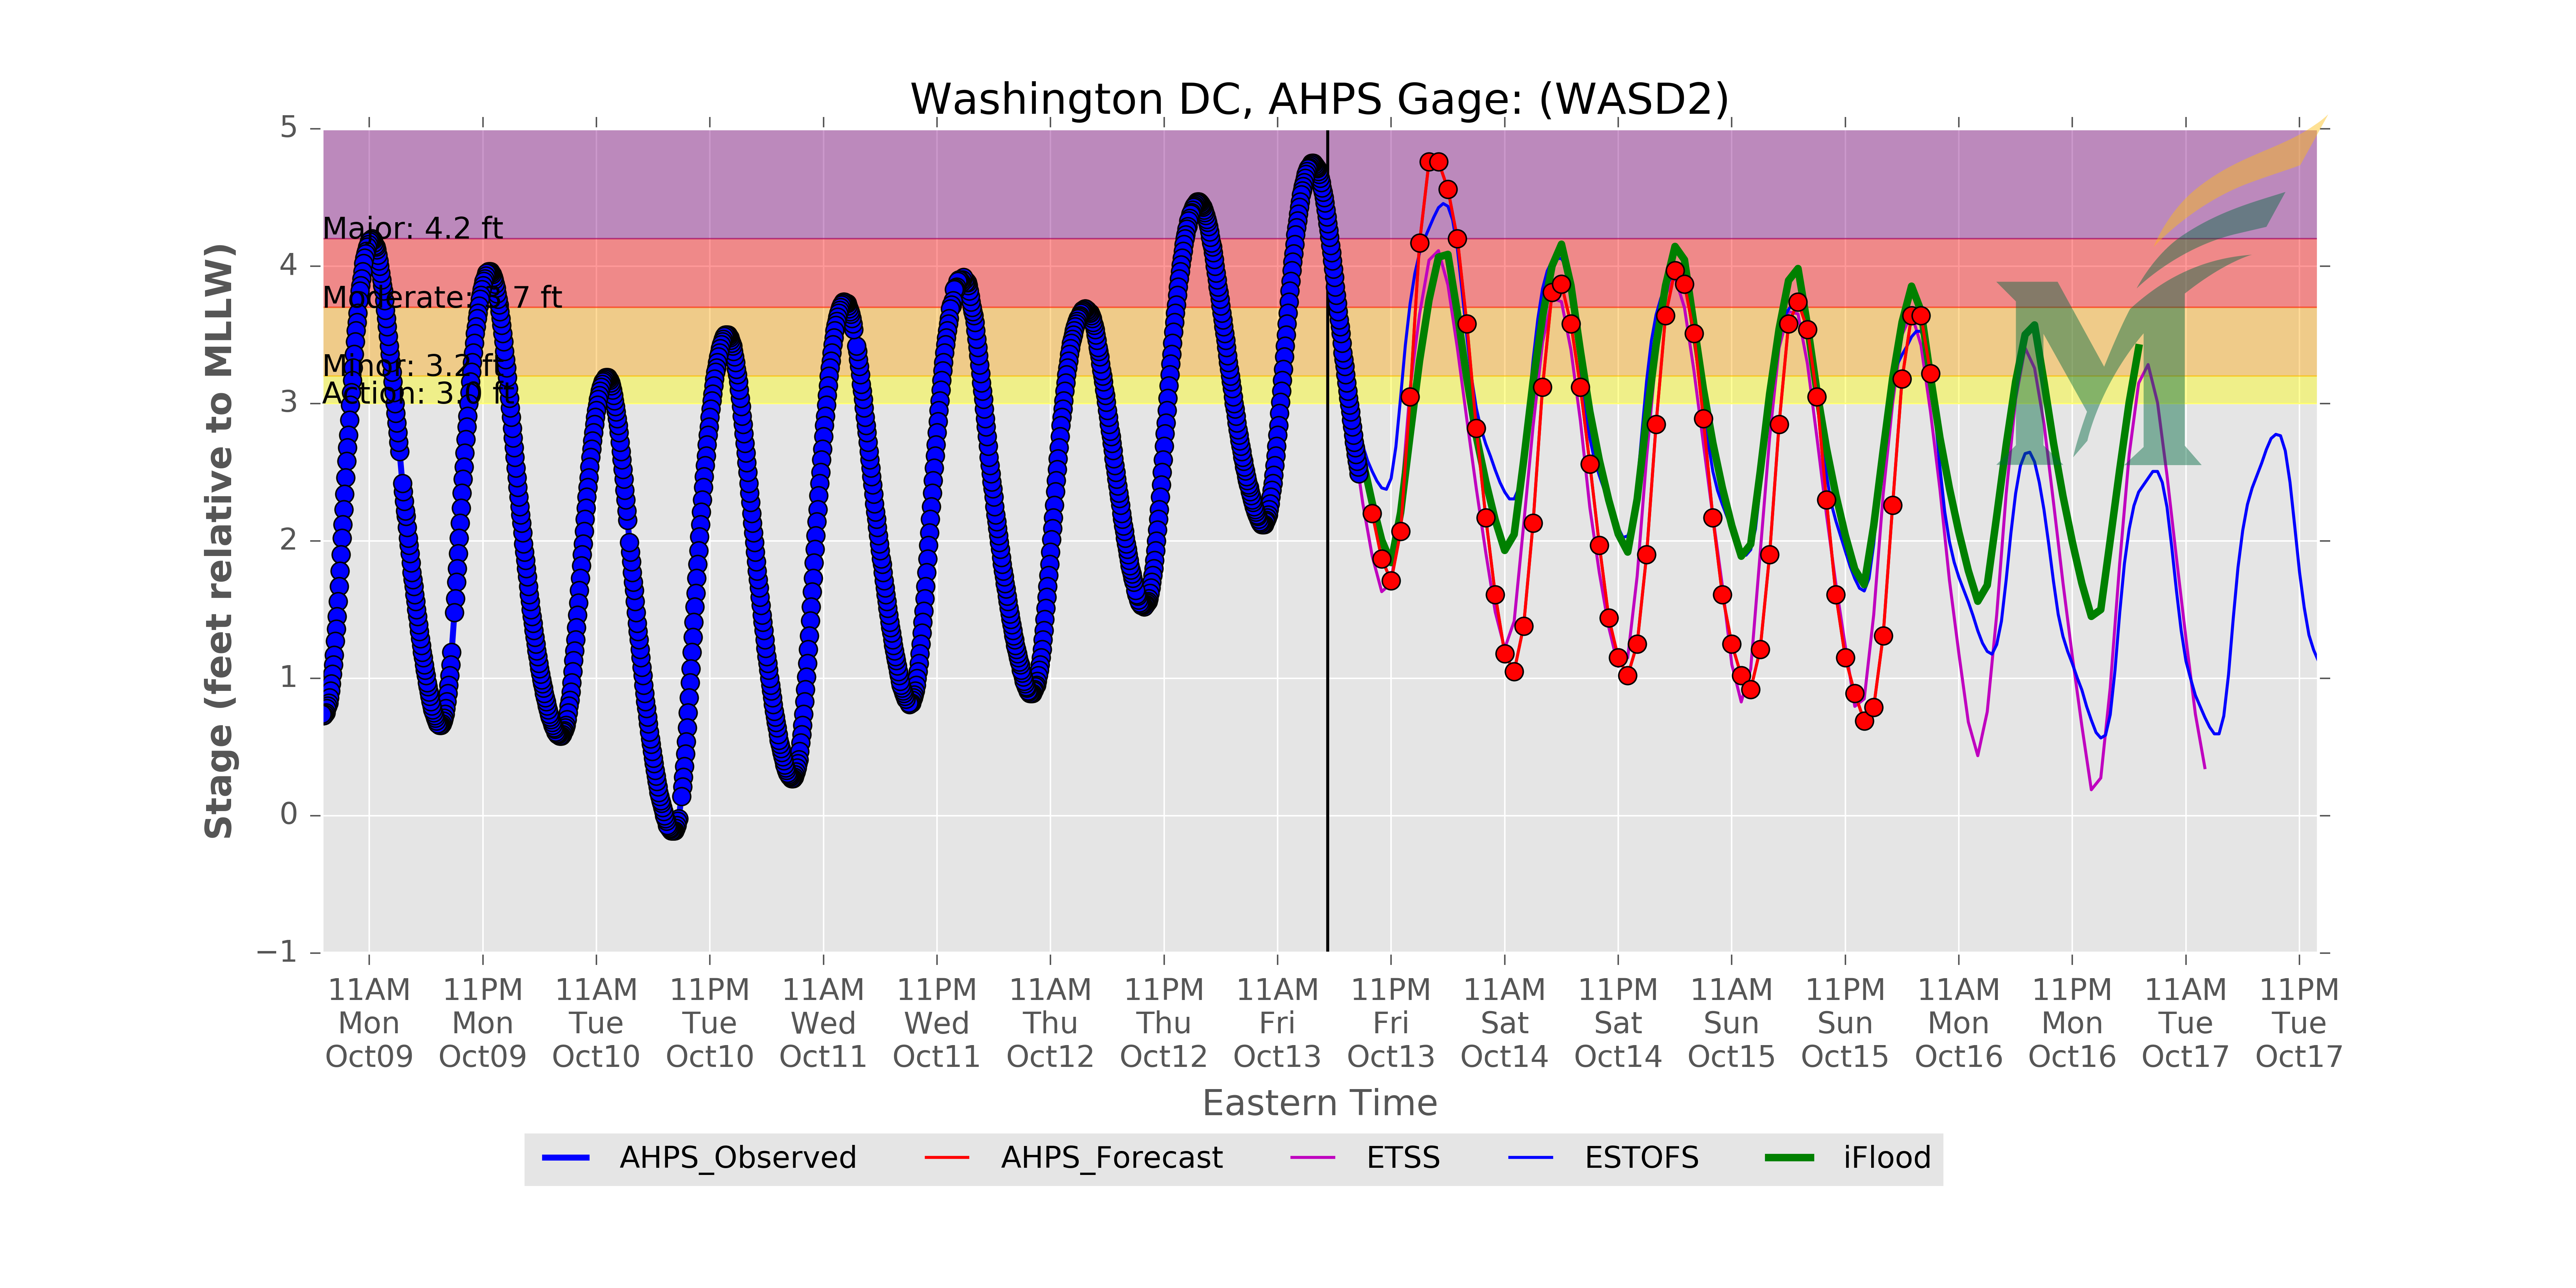 Washington DC, AHPS Gage: (WASD2)
Stage (feet relative to MLLW)
5
4
3
2
1
0
−1
Major: 4.2 ft
Moderate: 3.7 ft
Minor: 3.2 ft
Action: 3.0 ft
11AM 11PM 11AM 11PM 11AM 11PM 11AM 11PM 11AM 11PM 11AM 11PM 11AM 11PM 11AM 11PM 11AM 11PM
Mon Mon Tue Tue Wed Wed Thu Thu Fri Fri Sat Sat Sun Sun Mon Mon Tue Tue
Oct09 Oct09 Oct10 Oct10 Oct11 Oct11 Oct12 Oct12 Oct13 Oct13 Oct14 Oct14 Oct15 Oct15 Oct16 Oct16 Oct17 Oct17
Eastern Time
AHPS_Observed AHPS_Forecast ETSS ESTOFS iFlood